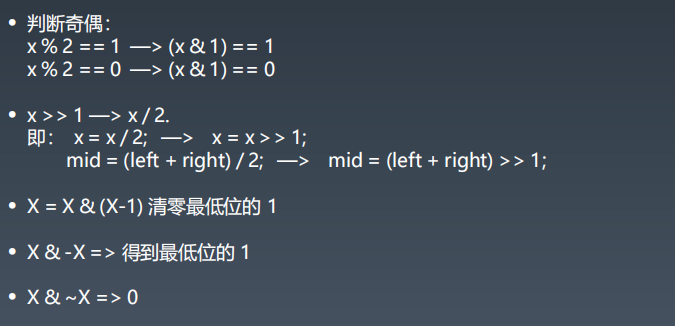 • 判断奇偶：
x % 2 == 1 —> (x & 1) == 1
x % 2 == 0 —> (x & 1) == 0
• x >> 1 —> x / 2.
即： x = x / 2; —> x = x >> 1;
mid = (left + right) / 2; —> mid = (left + right) >> 1;
• X = X & (X-1) 清零最低位的 1
• X & -X => 得到最低位的 1
• X & ~X => 0